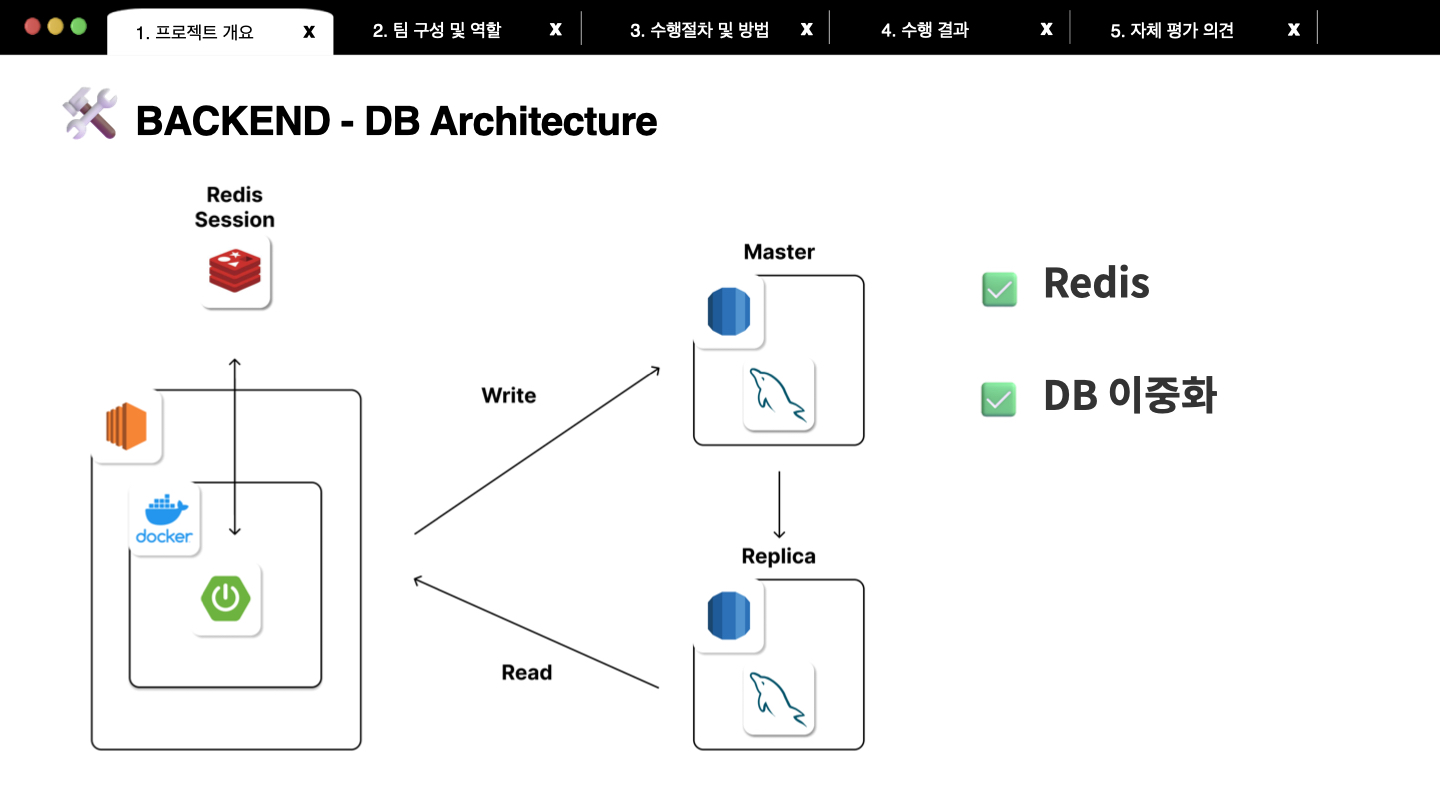 1. 프로젝트 개요 X
2. 팀 구성 및 역할 X
3. 수행절차 및 방법 X
4. 수행 결과 X
5. 자체 평가 의견 X
BACKEND - DB Architecture
Redis
Session
docker
Write
Read
Master
Replica
Redis
DB 이중화